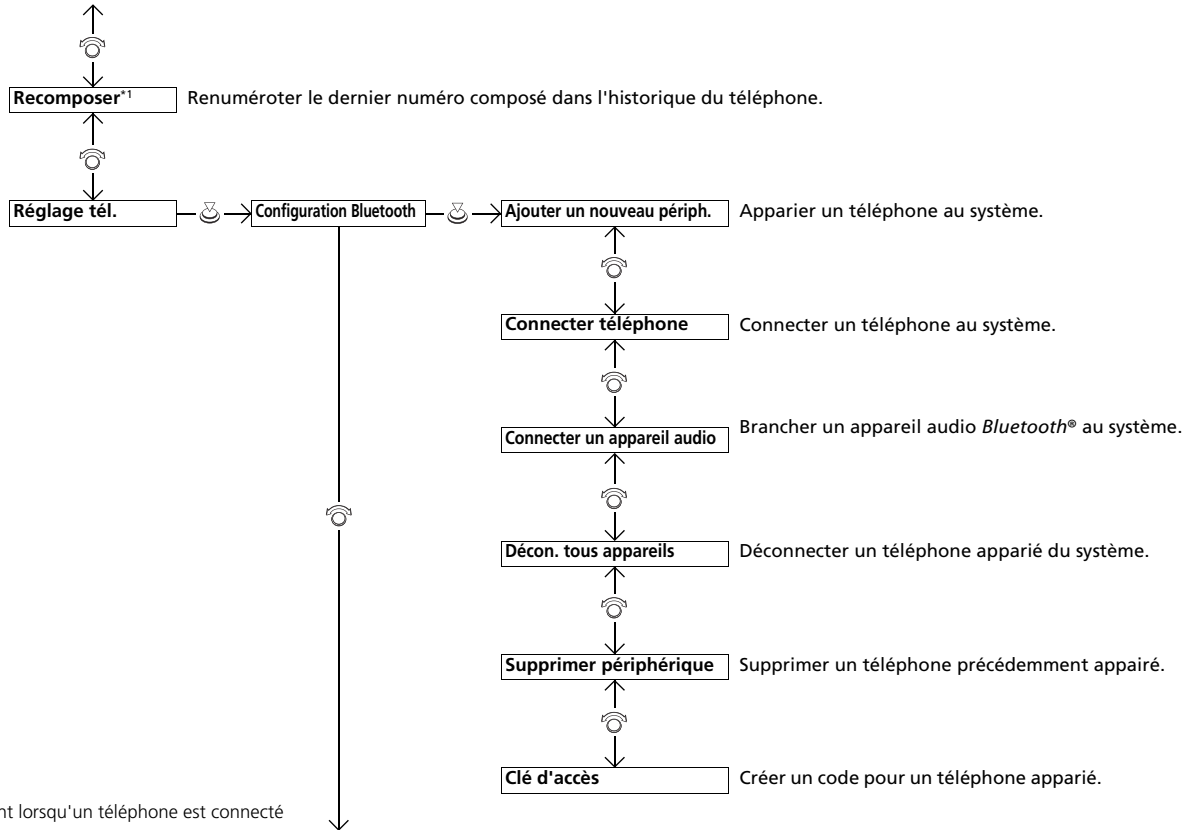 Recomposer*1 Renuméroter le dernier numéro composé dans l'historique du téléphone.
Réglage tél. Configuration Bluetooth Ajouter un nouveau périph. Apparier un téléphone au système.
Connecter téléphone Connecter un téléphone au système.
Connecter un appareil audio Brancher un appareil audio Bluetooth® au système.
Décon. tous appareils Déconnecter un téléphone apparié du système.
Supprimer périphérique Supprimer un téléphone précédemment appairé.
Clé d'accès Créer un code pour un téléphone apparié.
lorsqu'un téléphone est connecté